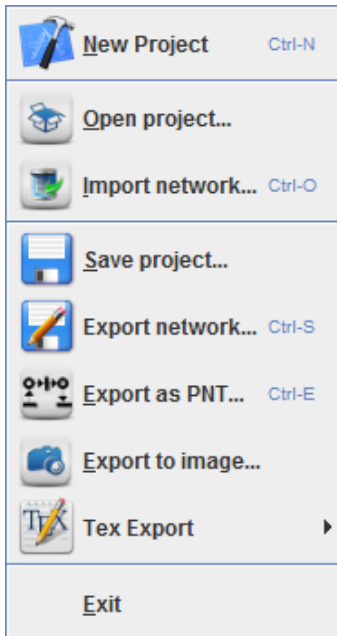 New Project Ctrl-N
Open project...
Import network... Ctrl-O
Save project...
Export network... Ctrl-S
Export as PNT... Ctrl-E
Export to image...
TEX Tex Export
Exit